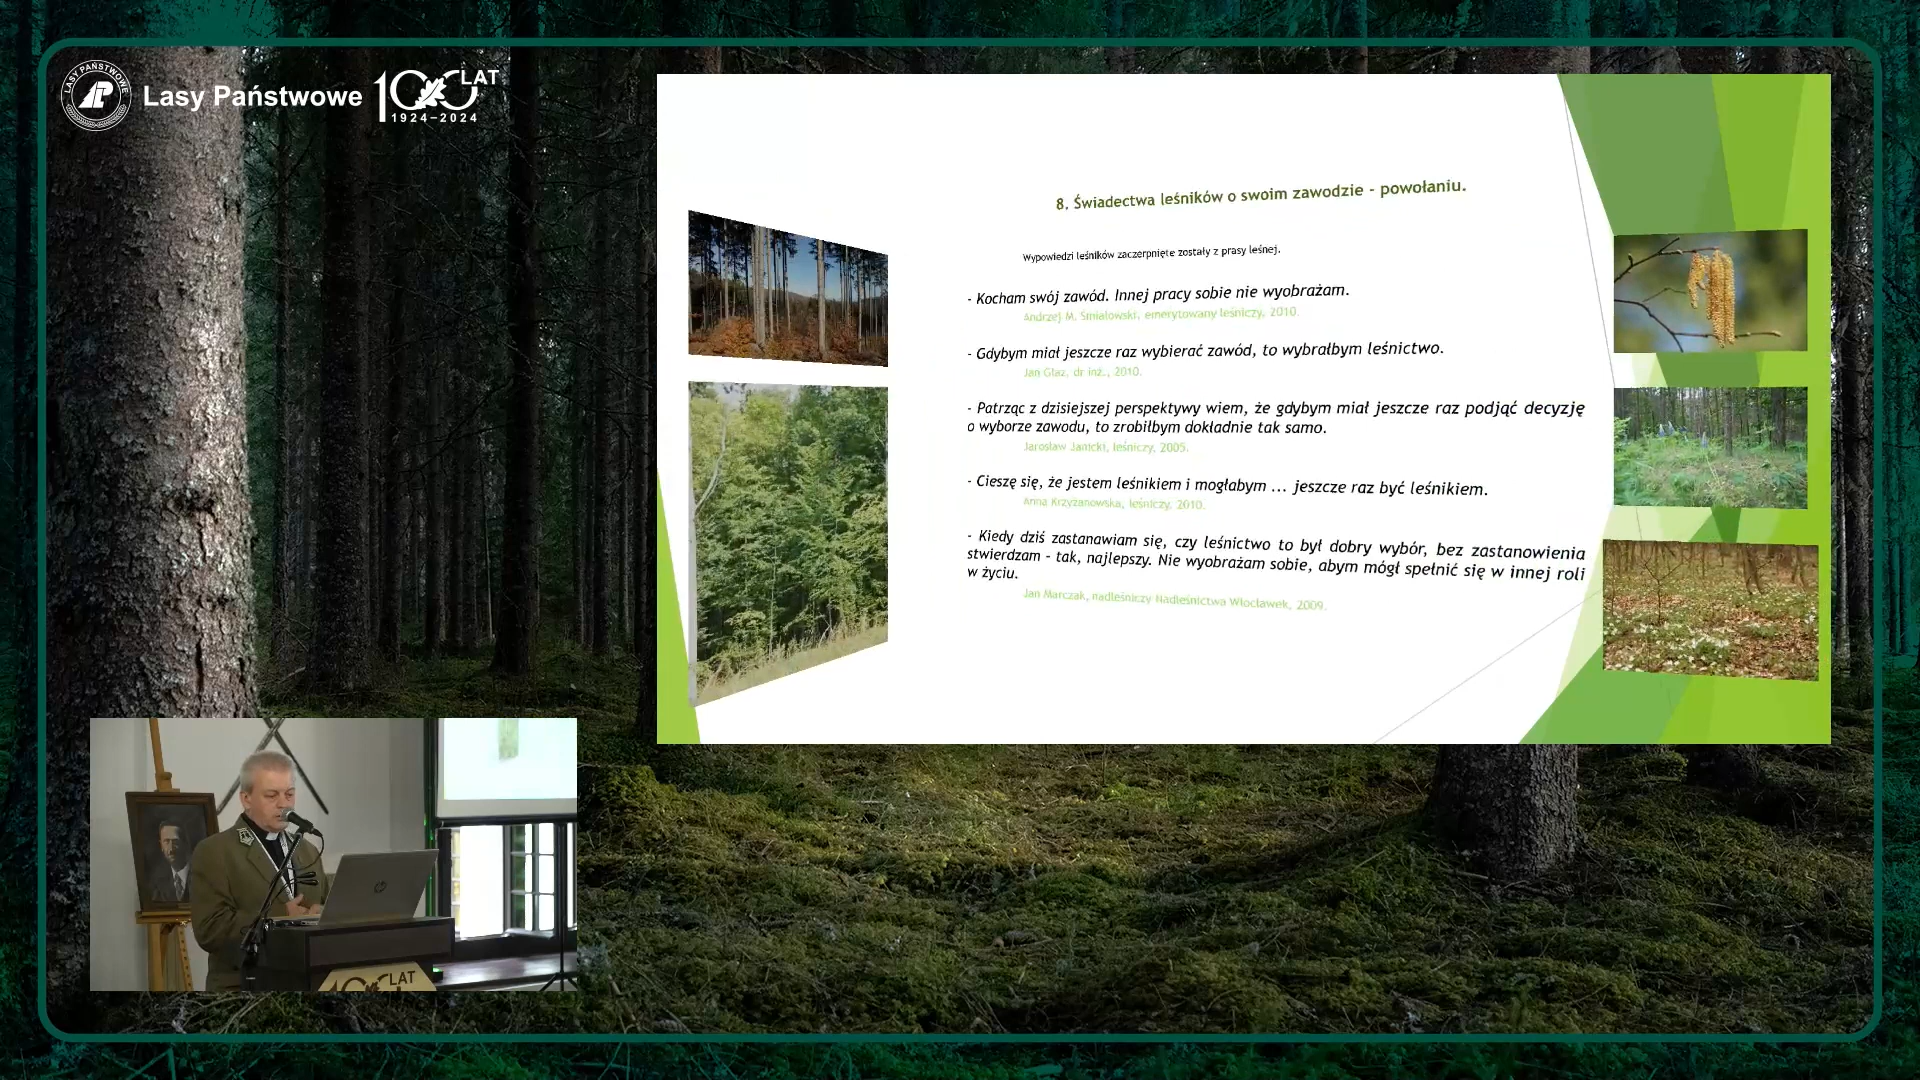 LASY PAŃSTWOWE
Lasy Państwowe
100 LAT
1924–2024
8. Świadectwa leśników o swoim zawodzie – powołaniu.
Wypowiedzi leśników zaczerpnięte zostały z prasy leśnej.
- Kocham swój zawód. Innej pracy sobie nie wyobrażam.
Andrzej M. Śmiałowski, emerytowany leśniczy, 2010.
- Gdybym miał jeszcze raz wybierać zawód, to wybrałbym leśnictwo.
Jan Głaz, dr inż., 2010.
- Patrząc z dzisiejszej perspektywy wiem, że gdybym miał jeszcze raz podjąć decyzję
o wyborze zawodu, to zrobiłbym dokładnie tak samo.
Jarosław Janicki, leśniczy, 2005.
- Cieszę się, że jestem leśnikiem i mogłabym ... jeszcze raz być leśnikiem.
Anna Krzyżanowska, leśniczy, 2010.
- Kiedy dziś zastanawiam się, czy leśnictwo to był dobry wybór, bez zastanowienia
stwierdzam – tak, najlepszy. Nie wyobrażam sobie, abym mógł spełnić się w innej roli
w życiu.
Jan Marczak, nadleśniczy Nadleśnictwa Włocławek, 2009.
hp
100 LAT